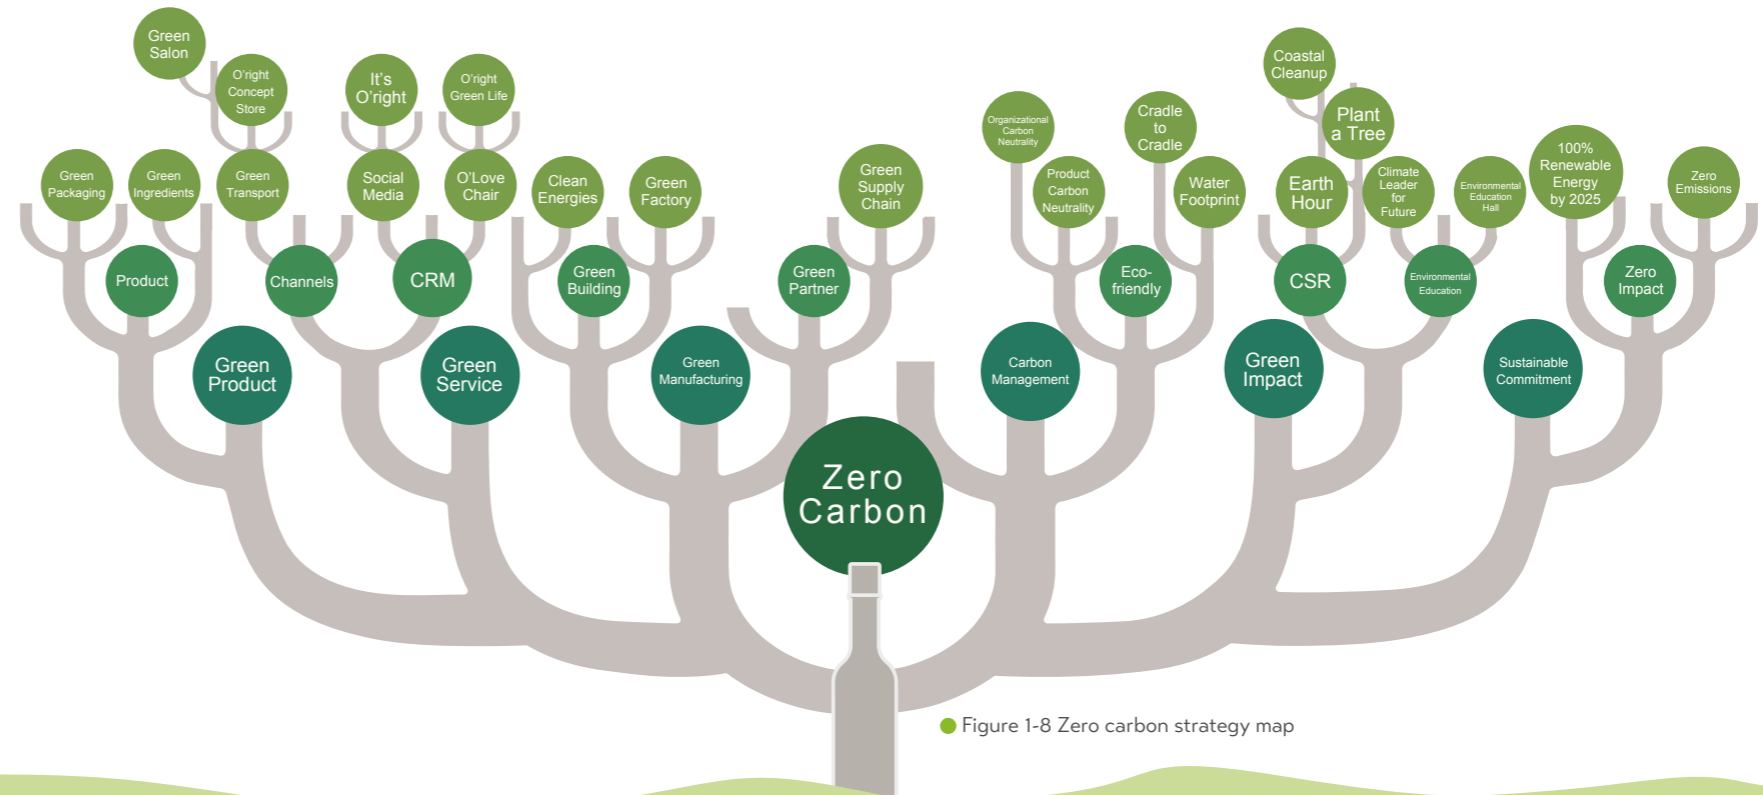 Green
Salon
O'right
Concept
Store
It's
O'right
O'right
Green Life
Coastal
Cleanup
Organizational
Carbon
Neutrality
Cradle
to
Cradle
Plant
a Tree
Green
Packaging
Green
Ingredients
Green
Transport
Social
Media
O'Love
Chair
Clean
Energies
Green
Factory
Green
Supply
Chain
Product
Carbon
Neutrality
Water
Footprint
Earth
Hour
Climate
Leader
for
Future
Environmental
Education
Hall
100%
Renewable
Energy
by 2025
Zero
Emissions
Product
Channels
CRM
Green
Building
Green
Partner
Eco-
friendly
CSR
Environmental
Education
Zero
Impact
Green
Product
Green
Service
Green
Manufacturing
Carbon
Management
Green
Impact
Sustainable
Commitment
Zero
Carbon
Figure 1-8 Zero carbon strategy map